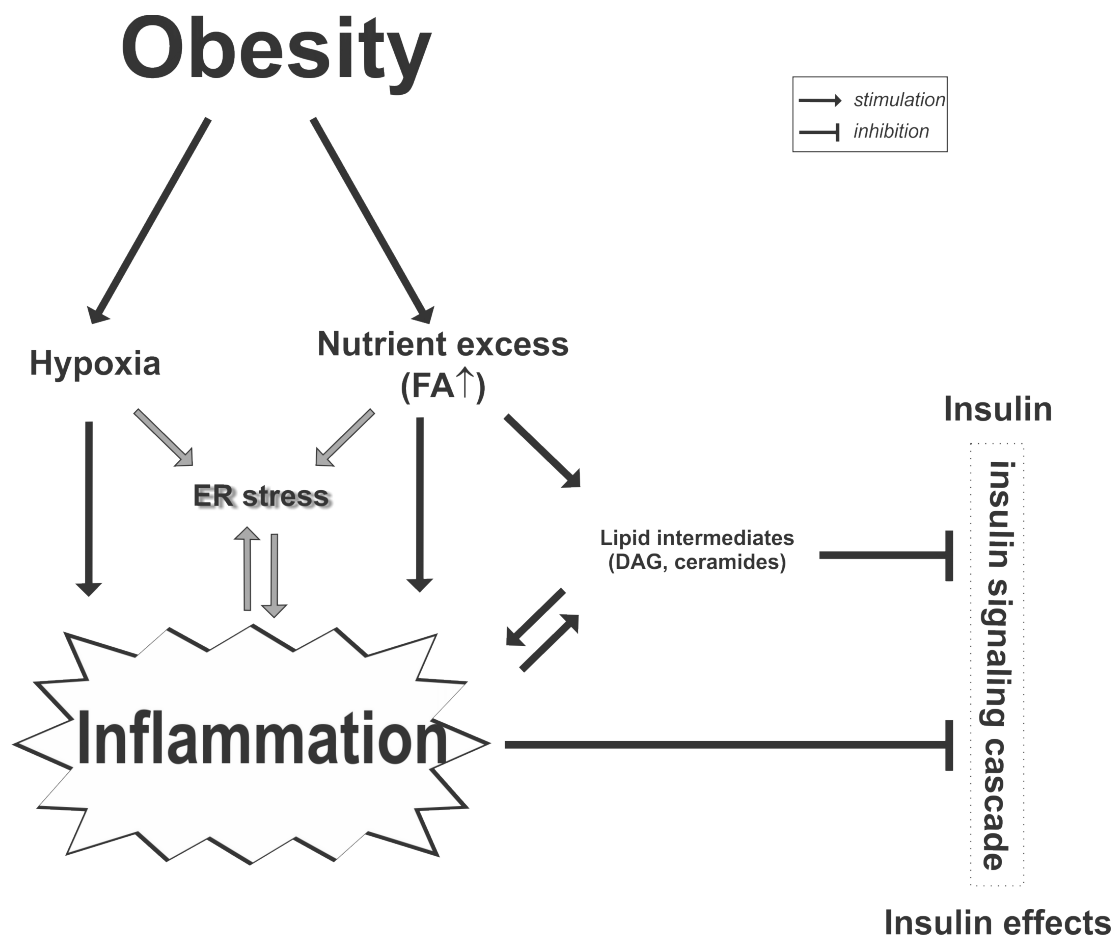 Obesity
stimulation
inhibition
Hypoxia
Nutrient excess
(FA↑)
Insulin
ER stress
insulin signaling cascade
Lipid intermediates
(DAG, ceramides)
Inflammation
Insulin effects